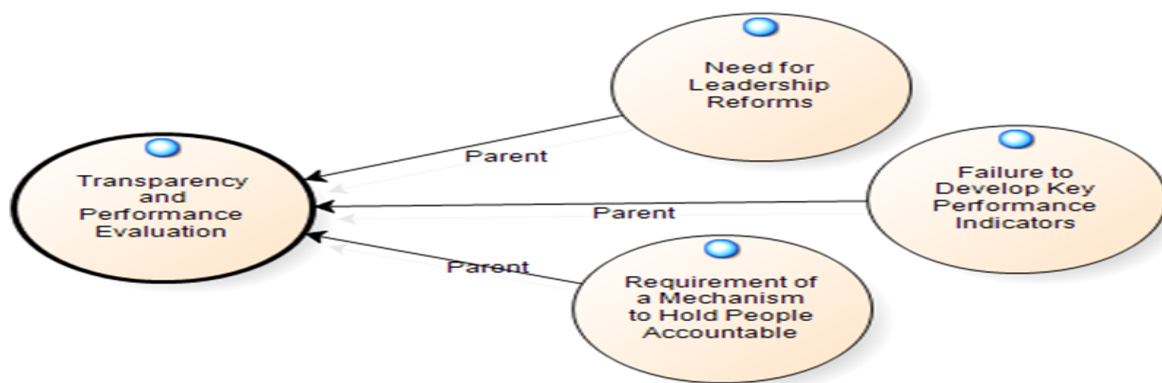 Need for
Leadership
Reforms
Parent
Transparency
and
Performance
Evaluation
Failure to
Develop Key
Performance
Indicators
Parent
Parent
Requirement of
a Mechanism
to Hold People
Accountable